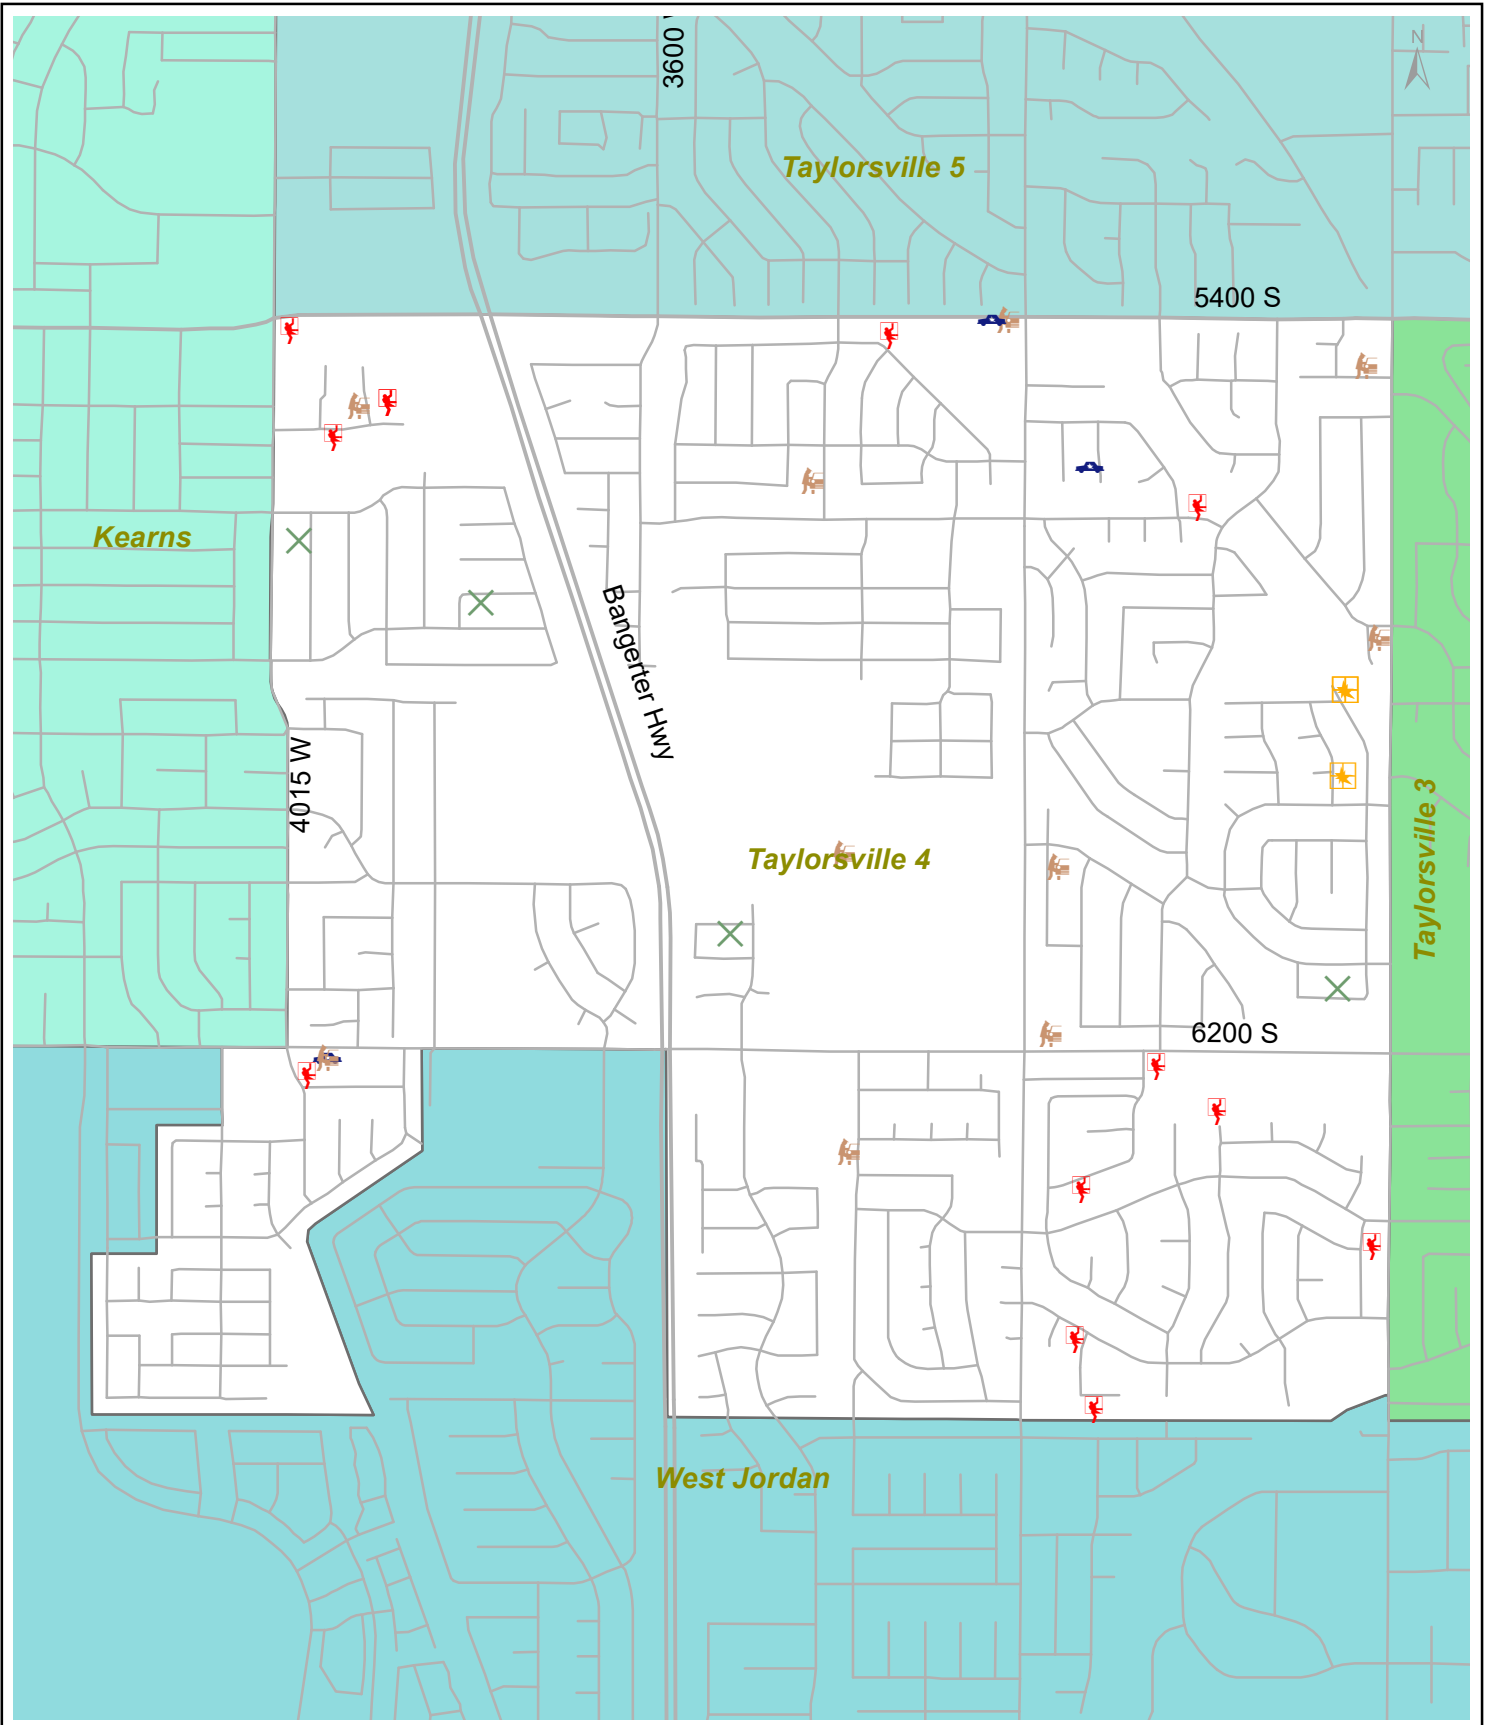 3600
N
Taylorsville 5
5400 S
Kearns
Bangerter Hwy
4015 W
Taylorsville 4
Taylorsville 3
6200 S
West Jordan